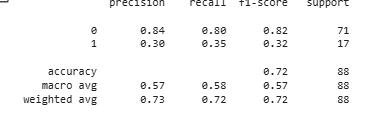 precision recall f1-score support
0 0.84 0.80 0.82 71
1 0.30 0.35 0.32 17
accuracy 0.72 88
macro avg 0.57 0.58 0.57 88
weighted avg 0.73 0.72 0.72 88